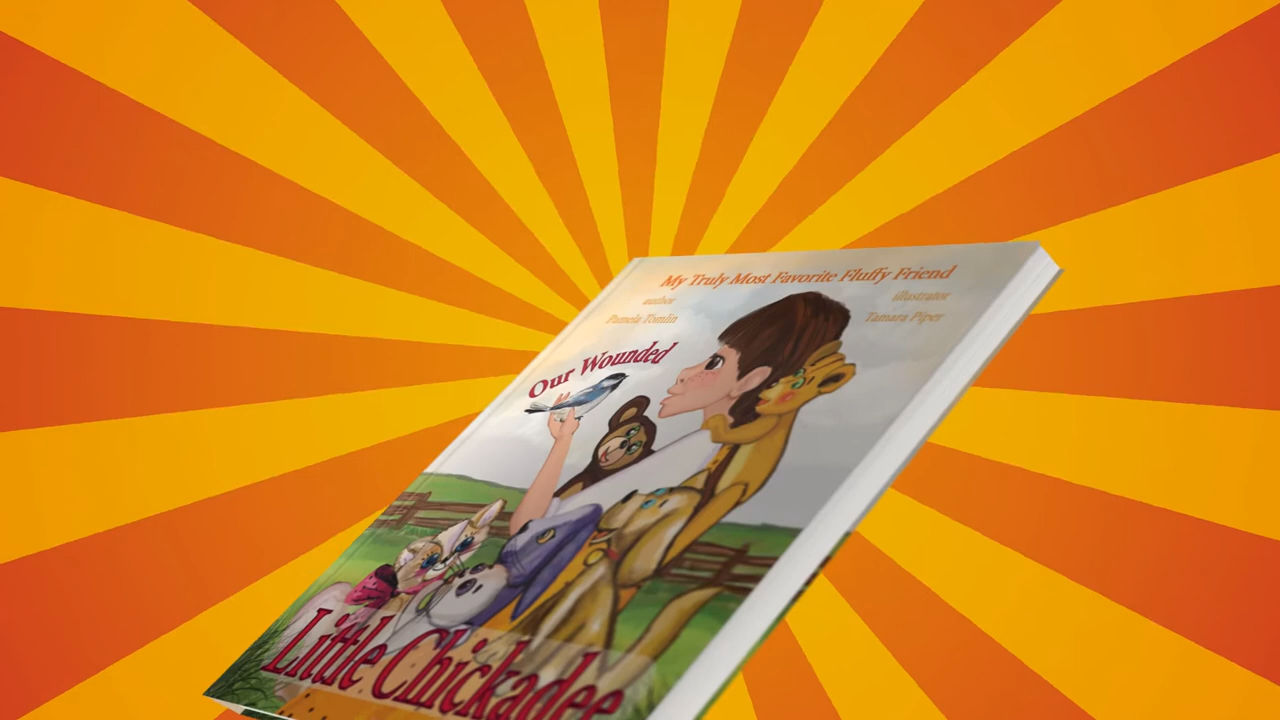 My Truly Most Favorite Fluffy Friend
author
Pamela Tomlin
illustrator
Tamara Piper
Our Wounded
Little Chickadee